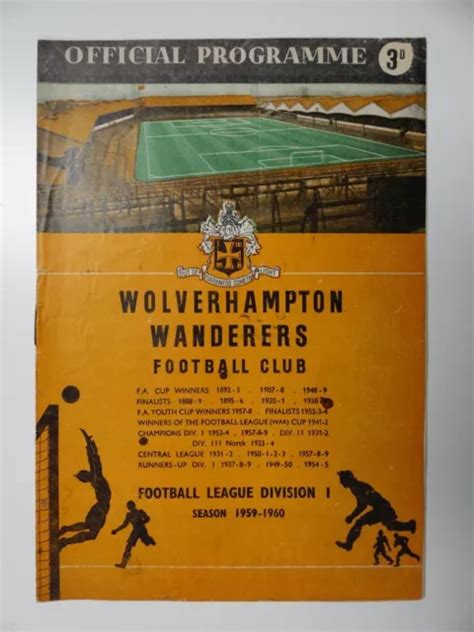 OFFICIAL PROGRAMME 3D
OUT OF DARKNESS COMETH LIGHT
WOLVERHAMPTON
WANDERERS
FOOTBALL CLUB
F.A. CUP WINNERS 1892-3 . 1907-8 . 1948-9
FINALISTS 1888-9 . 1895-6 . 1920-1 . 1938-9
F.A. YOUTH CUP WINNERS 1957-8 . FINALISTS 1952-3-4
WINNERS OF THE FOOTBALL LEAGUE (WAR) CUP 1941-2
CHAMPIONS DIV. 1 1953-4 . 1957-8-9 . DIV. 11 1931-2
DIV. III North 1923-4
CENTRAL LEAGUE 1931-2 . 1950-1-2-3 . 1957-8-9
RUNNERS-UP DIV. 1 1937-8-9 . 1949-50 . 1954-5
FOOTBALL LEAGUE DIVISION I
SEASON 1959-1960